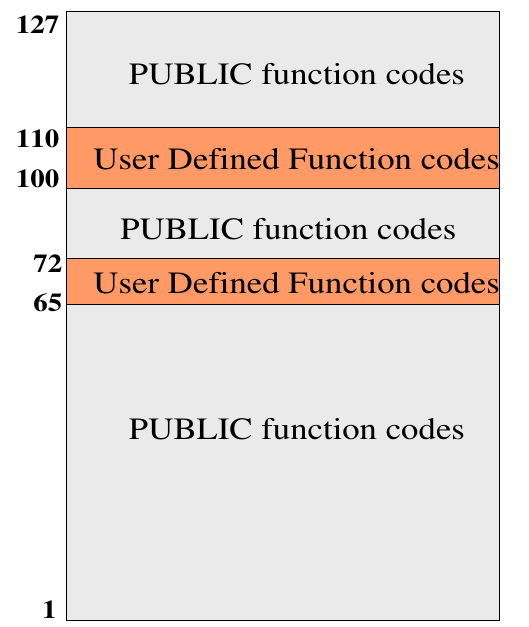 127
PUBLIC function codes
110
User Defined Function codes
100
PUBLIC function codes
72
User Defined Function codes
65
PUBLIC function codes
1